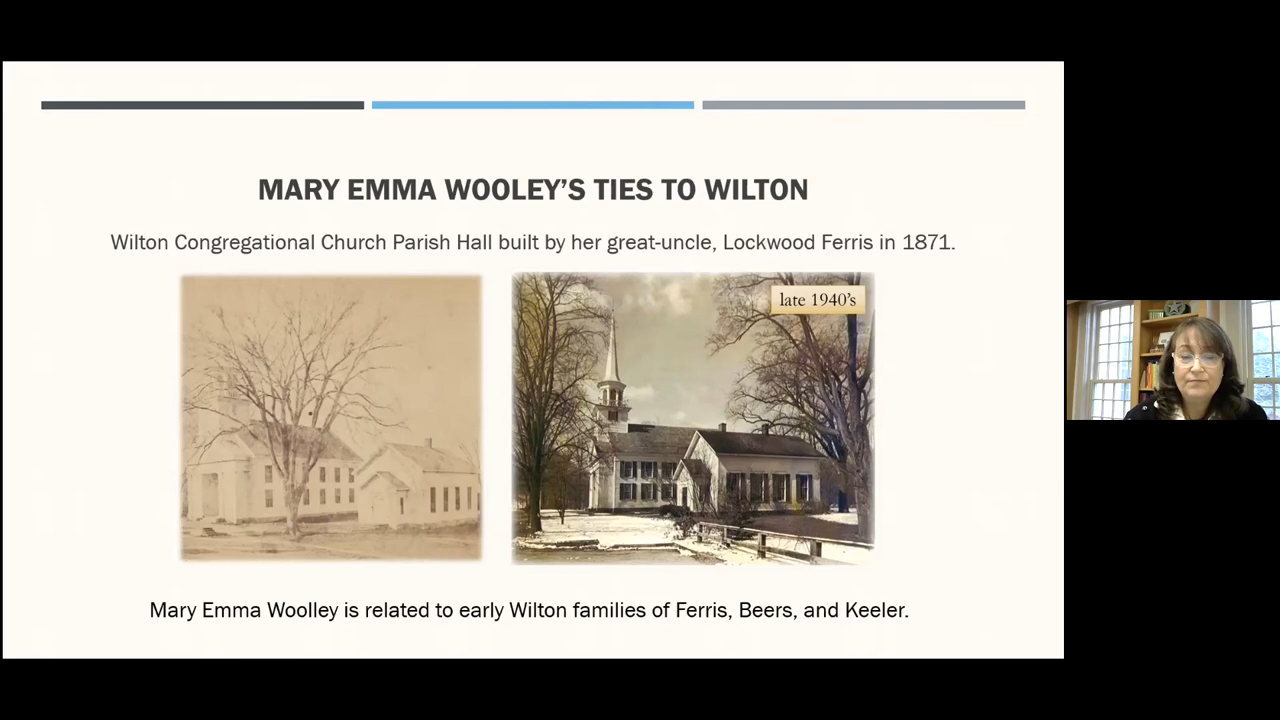 MARY EMMA WOOLEY’S TIES TO WILTON
Wilton Congregational Church Parish Hall built by her great-uncle, Lockwood Ferris in 1871.
late 1940’s
Mary Emma Woolley is related to early Wilton families of Ferris, Beers, and Keeler.